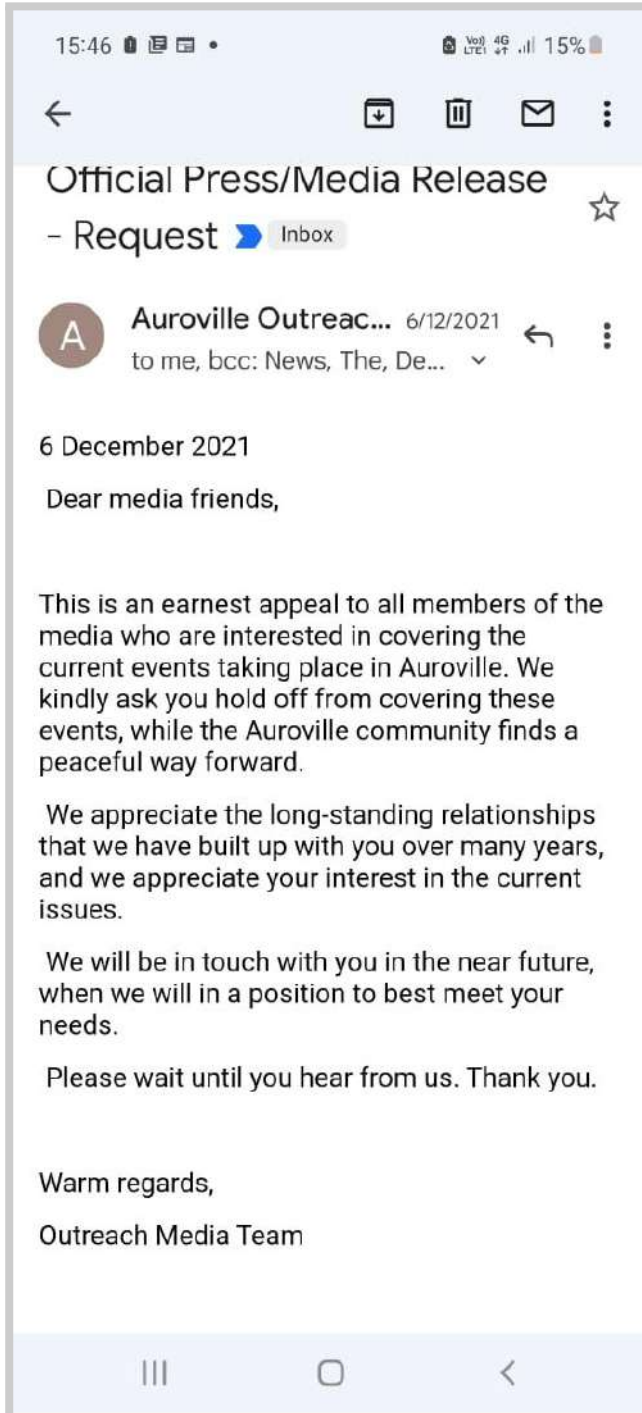 15:46
Vo)) LTE1 4G 15%
Official Press/Media Release
- Request Inbox
A
Auroville Outreac... 6/12/2021
to me, bcc: News, The, De...
6 December 2021
Dear media friends,
This is an earnest appeal to all members of the
media who are interested in covering the
current events taking place in Auroville. We
kindly ask you hold off from covering these
events, while the Auroville community finds a
peaceful way forward.
We appreciate the long-standing relationships
that we have built up with you over many years,
and we appreciate your interest in the current
issues.
We will be in touch with you in the near future,
when we will in a position to best meet your
needs.
Please wait until you hear from us. Thank you.
Warm regards,
Outreach Media Team